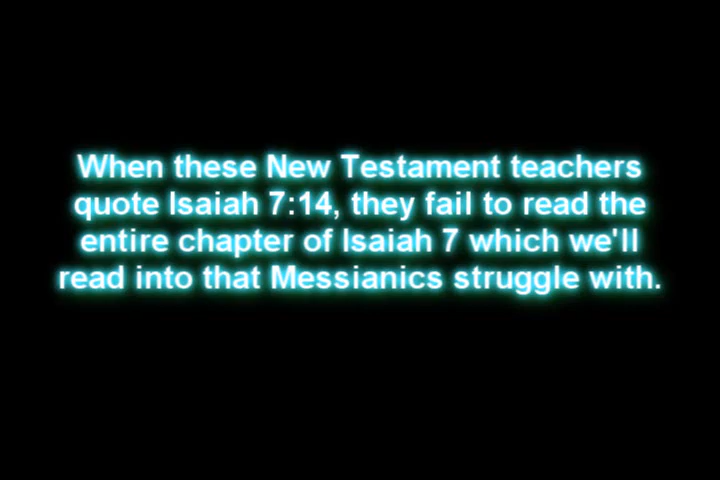 When these New Testament teachers
quote Isaiah 7:14, they fail to read the
entire chapter of Isaiah 7 which we'll
read into that Messianics struggle with.